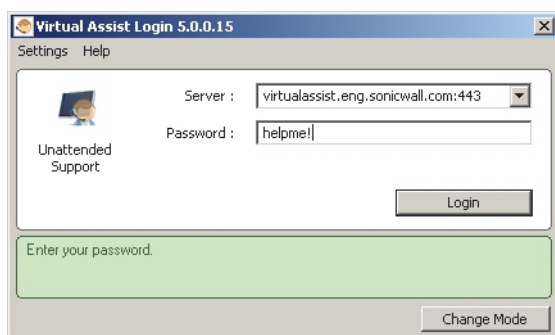 Virtual Assist Login 5.0.0.15
Settings Help
Server : virtualassist.eng.sonicwall.com:443
Password : helpme!
Unattended
Support
Login
Enter your password.
Change Mode